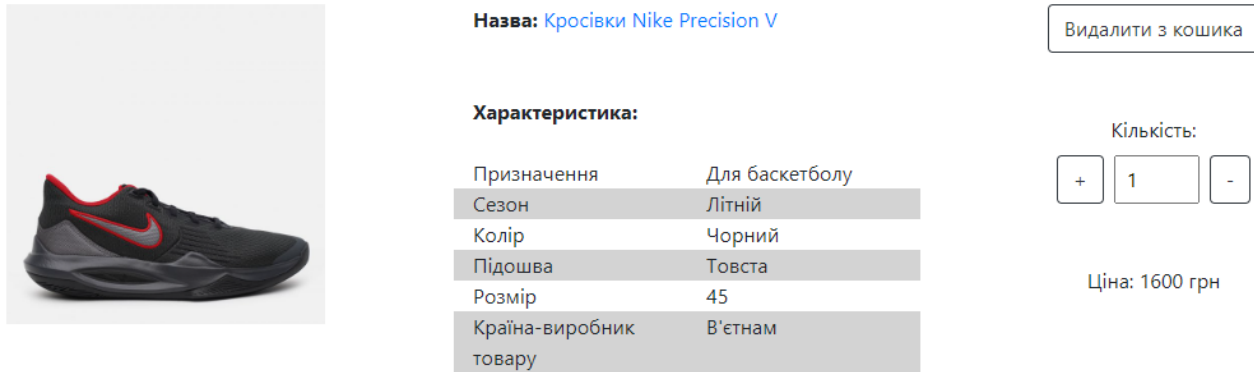 Назва: Кросівки Nike Precision V
Видалити з кошика
Характеристика:
Кількість:
+ 1 -
Призначення Для баскетболу
Сезон Літній
Колір Чорний
Підошва Товста
Розмір 45
Країна-виробник В'єтнам
товару
Ціна: 1600 грн